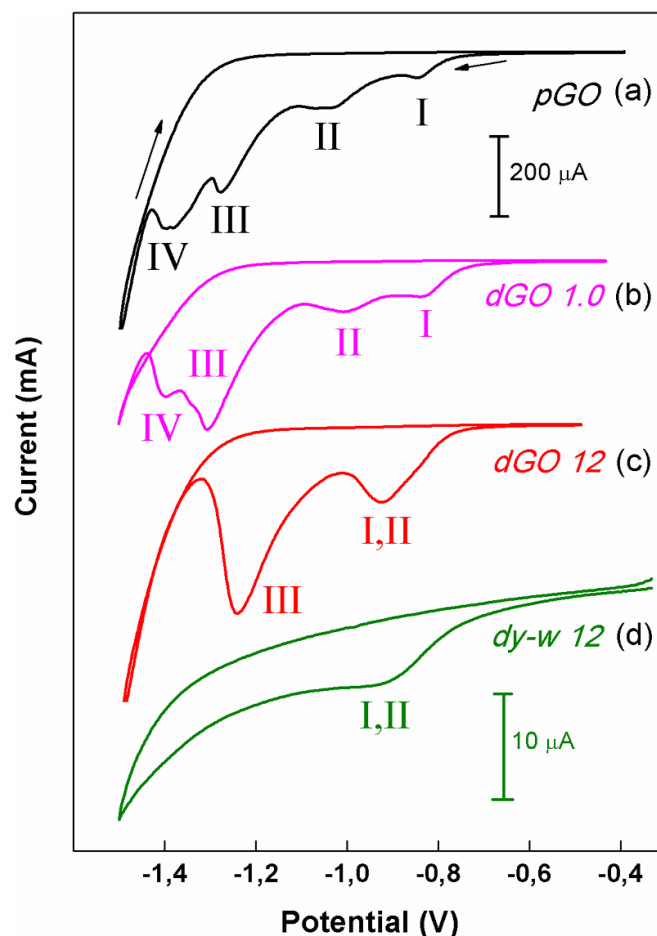 pGO (a)
I
II
200 μA
III
IV
dGO 1.0 (b)
I
II
III
IV
dGO 12 (c)
I,II
III
dy-w 12 (d)
I,II
10 μA
Current (mA)
-1,4 -1,2 -1,0 -0,8 -0,6 -0,4
Potential (V)